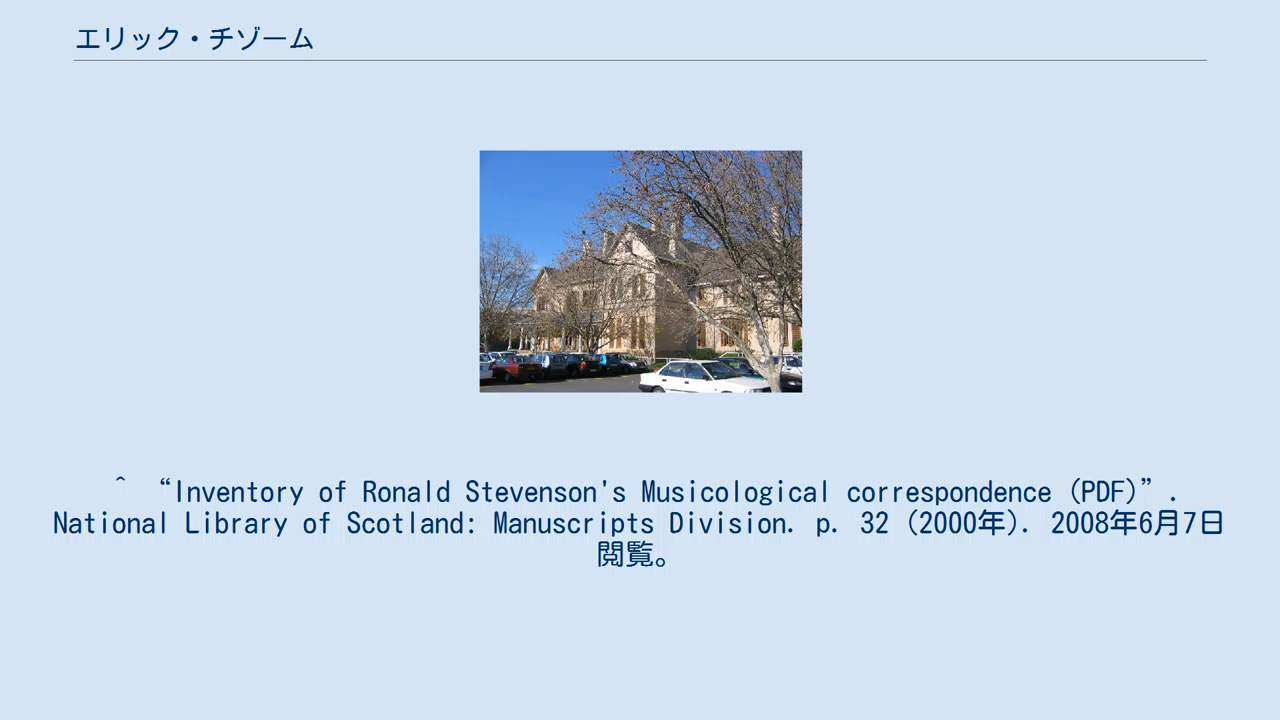 エリック・チゾーム
^ “Inventory of Ronald Stevenson's Musicological correspondence (PDF)”.
National Library of Scotland: Manuscripts Division. p. 32 (2000年). 2008年6月7日
閲覧。